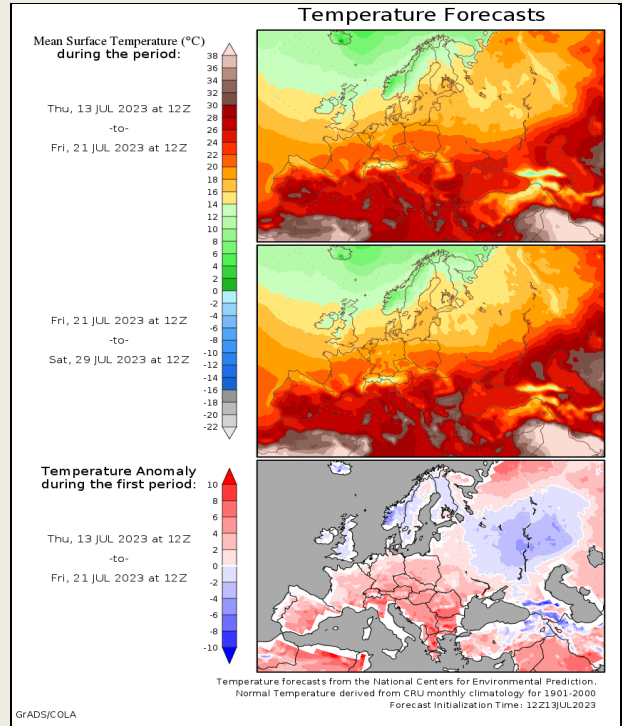 Temperature Forecasts
Mean Surface Temperature (°C)
during the period:
Thu, 13 JUL 2023 at 12Z
-to-
Fri, 21 JUL 2023 at 12Z
38
36
34
32
30
28
26
24
22
20
18
16
14
12
10
8
6
4
2
0
-2
-4
-6
-8
-10
-12
-14
-16
-18
-20
-22
Fri, 21 JUL 2023 at 12Z
-to-
Sat, 29 JUL 2023 at 12Z
Temperature Anomaly
during the first period:
Thu, 13 JUL 2023 at 12Z
-to-
Fri, 21 JUL 2023 at 12Z
10
8
6
4
2
0
-2
-4
-6
-8
-10
Temperature forecasts from the National Centers for Environmental Prediction.
Normal Temperature derived from CRU monthly climatology for 1901-2000
Forecast Initialization Time: 12Z13JUL2023
GrADS/COLA